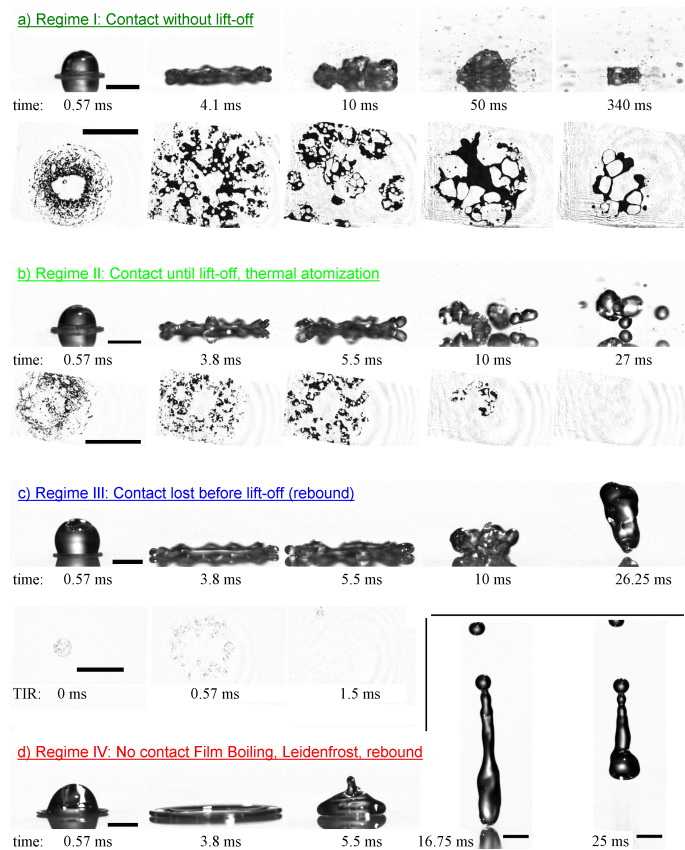 a) Regime I: Contact without lift-off
time: 0.57 ms 4.1 ms 10 ms 50 ms 340 ms
b) Regime II: Contact until lift-off, thermal atomization
time: 0.57 ms 3.8 ms 5.5 ms 10 ms 27 ms
c) Regime III: Contact lost before lift-off (rebound)
time: 0.57 ms 3.8 ms 5.5 ms 10 ms 26.25 ms
TIR: 0 ms 0.57 ms 1.5 ms
d) Regime IV: No contact Film Boiling, Leidenfrost, rebound
time: 0.57 ms 3.8 ms 5.5 ms 16.75 ms 25 ms